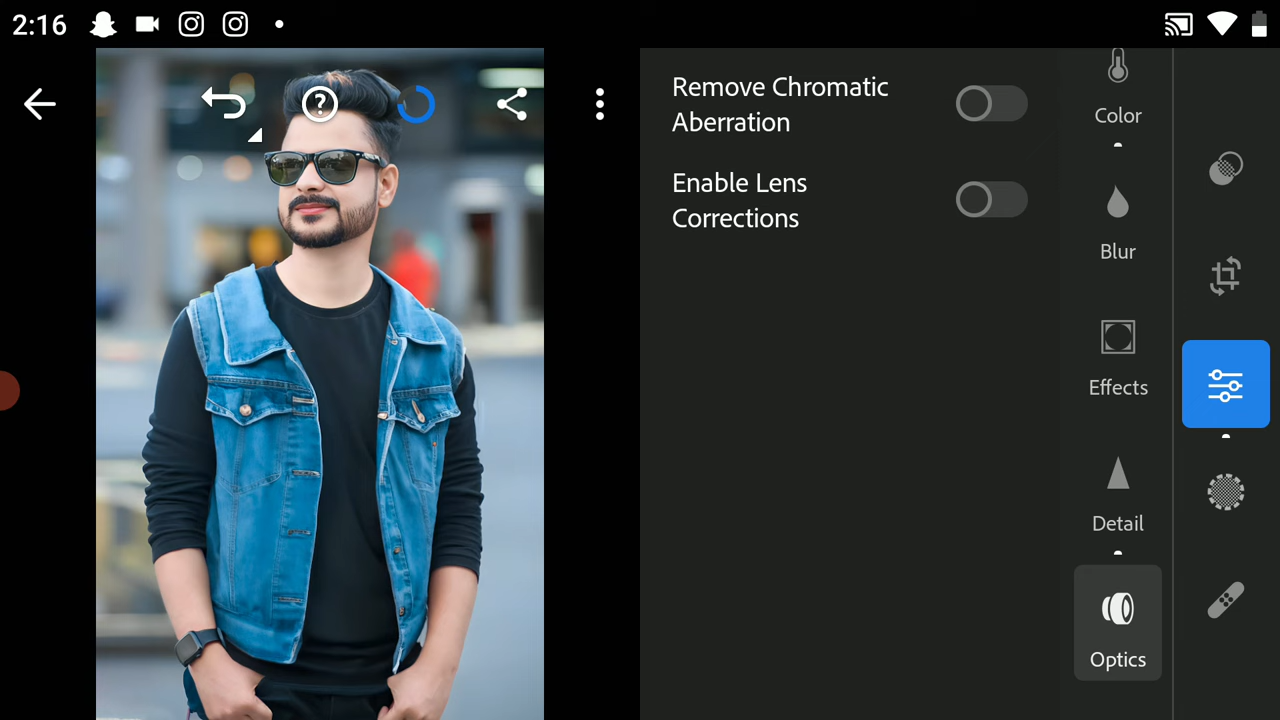 2:16
Remove Chromatic
Aberration
Enable Lens
Corrections
Color
Blur
Effects
Detail
Optics